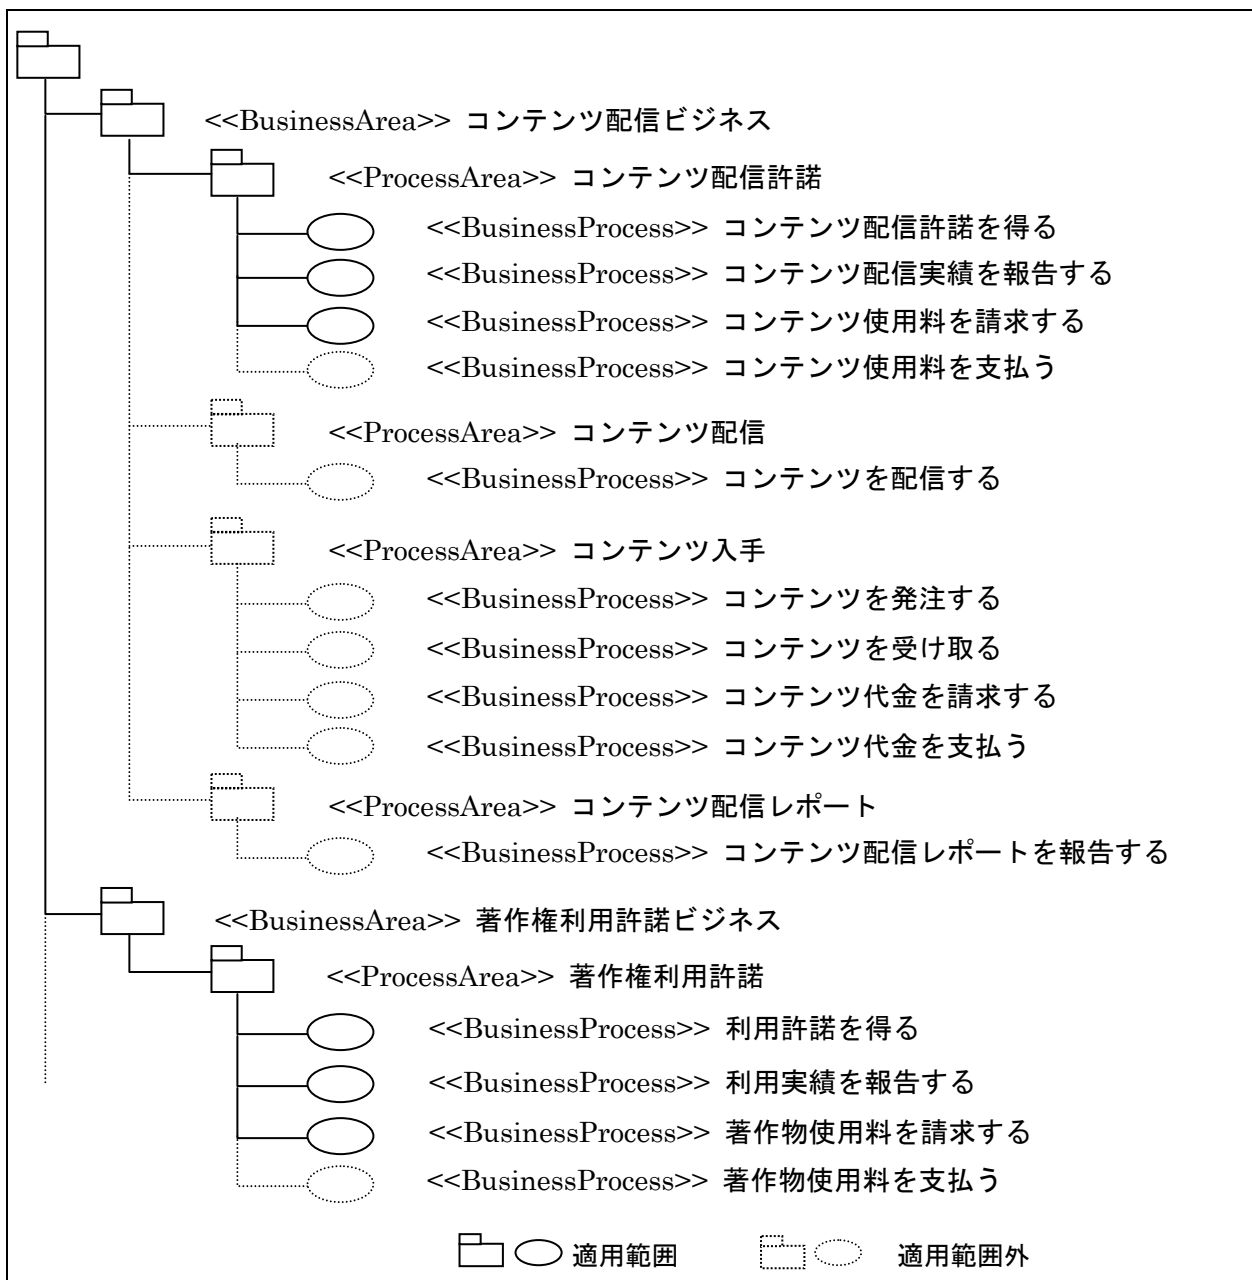 <<BusinessArea>> コンテンツ配信ビジネス
<<ProcessArea>> コンテンツ配信許諾
<<BusinessProcess>> コンテンツ配信許諾を得る
<<BusinessProcess>> コンテンツ配信実績を報告する
<<BusinessProcess>> コンテンツ使用料を請求する
<<BusinessProcess>> コンテンツ使用料を支払う
<<ProcessArea>> コンテンツ配信
<<BusinessProcess>> コンテンツを配信する
<<ProcessArea>> コンテンツ入手
<<BusinessProcess>> コンテンツを発注する
<<BusinessProcess>> コンテンツを受け取る
<<BusinessProcess>> コンテンツ代金を請求する
<<BusinessProcess>> コンテンツ代金を支払う
<<ProcessArea>> コンテンツ配信レポート
<<BusinessProcess>> コンテンツ配信レポートを報告する
<<BusinessArea>> 著作権利用許諾ビジネス
<<ProcessArea>> 著作権利用許諾
<<BusinessProcess>> 利用許諾を得る
<<BusinessProcess>> 利用実績を報告する
<<BusinessProcess>> 著作物使用料を請求する
<<BusinessProcess>> 著作物使用料を支払う
適用範囲 適用範囲外